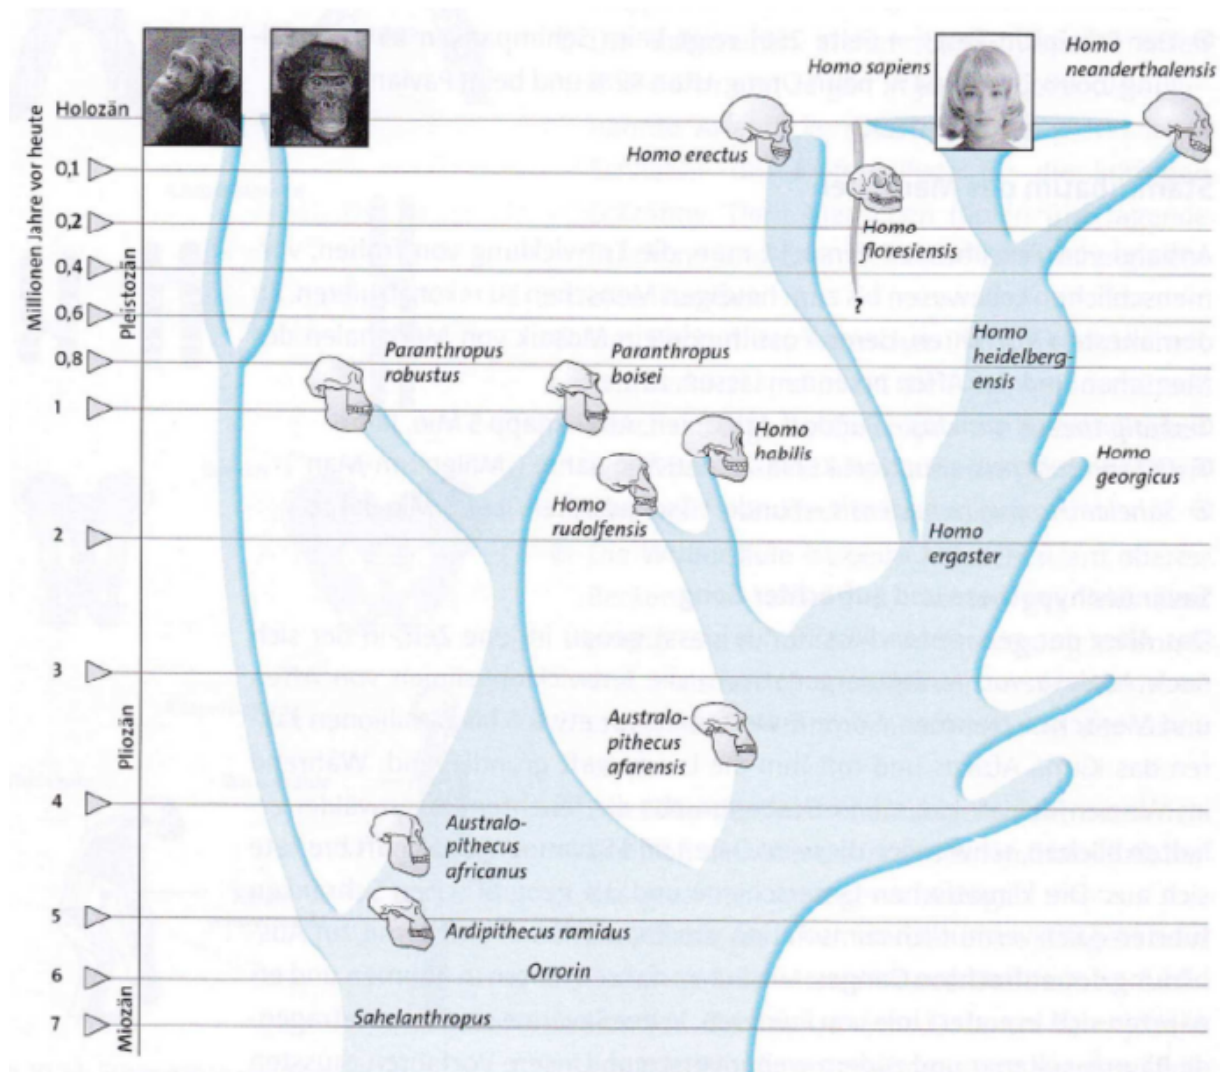 Homo sapiens
Homo
neanderthalensis
Millionen Jahre vor heute
Holozän
Pleistozän
Pliozän
Miozän
0,1
0,2
0,4
0,6
0,8
1
2
3
4
5
6
7
Homo erectus
Homo
floresiensis
?
Homo
heidelberg-
ensis
Paranthropus
robustus
Paranthropus
boisei
Homo
habilis
Homo
georgicus
Homo
rudolfensis
Homo
ergaster
Australo-
pithecus
afarensis
Australo-
pithecus
africanus
Ardipithecus ramidus
Orrorin
Sahelanthropus